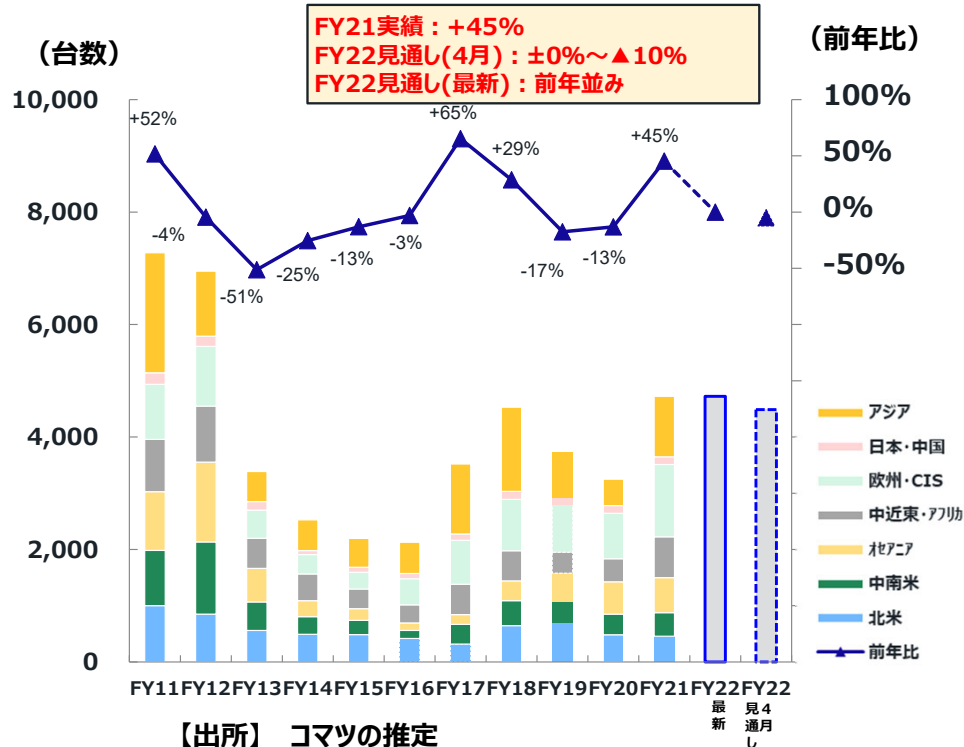 FY21実績：+45%
FY22見通し(4月)：±0%～▲10%
FY22見通し(最新)：前年並み
（台数）
（前年比）
10,000
8,000
6,000
4,000
2,000
0
100%
50%
0%
-50%
+52%
-4%
-51%
-25%
-13%
-3%
+65%
+29%
-17%
-13%
+45%
アジア
日本・中国
欧州・CIS
中近東・ｱﾌﾘｶ
ｵｾｱﾆｱ
中南米
北米
前年比
FY11 FY12 FY13 FY14 FY15 FY16 FY17 FY18 FY19 FY20 FY21 FY22 FY22
最新
4月見通し
【出所】 コマツの推定